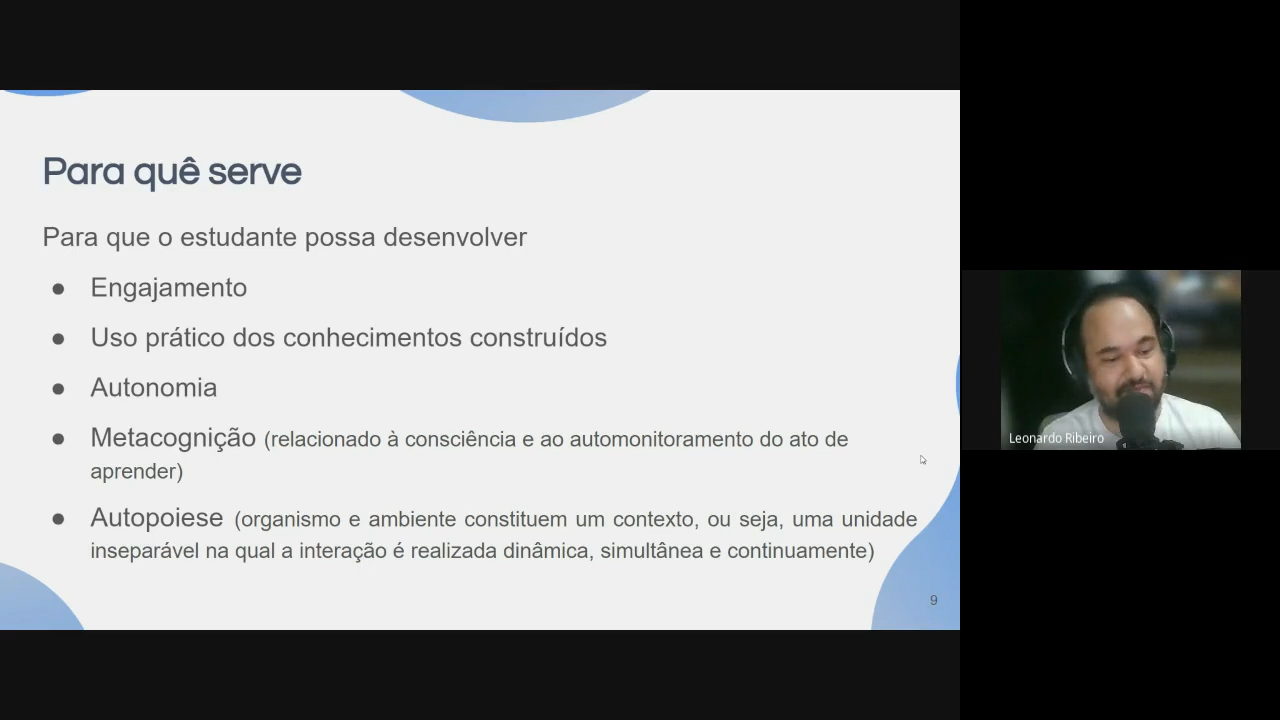 Para quê serve
Para que o estudante possa desenvolver
● Engajamento
● Uso prático dos conhecimentos construídos
● Autonomia
● Metacognição (relacionado à consciência e ao automonitoramento do ato de
aprender)
● Autopoiese (organismo e ambiente constituem um contexto, ou seja, uma unidade
inseparável na qual a interação é realizada dinâmica, simultânea e continuamente)
9
Leonardo Ribeiro